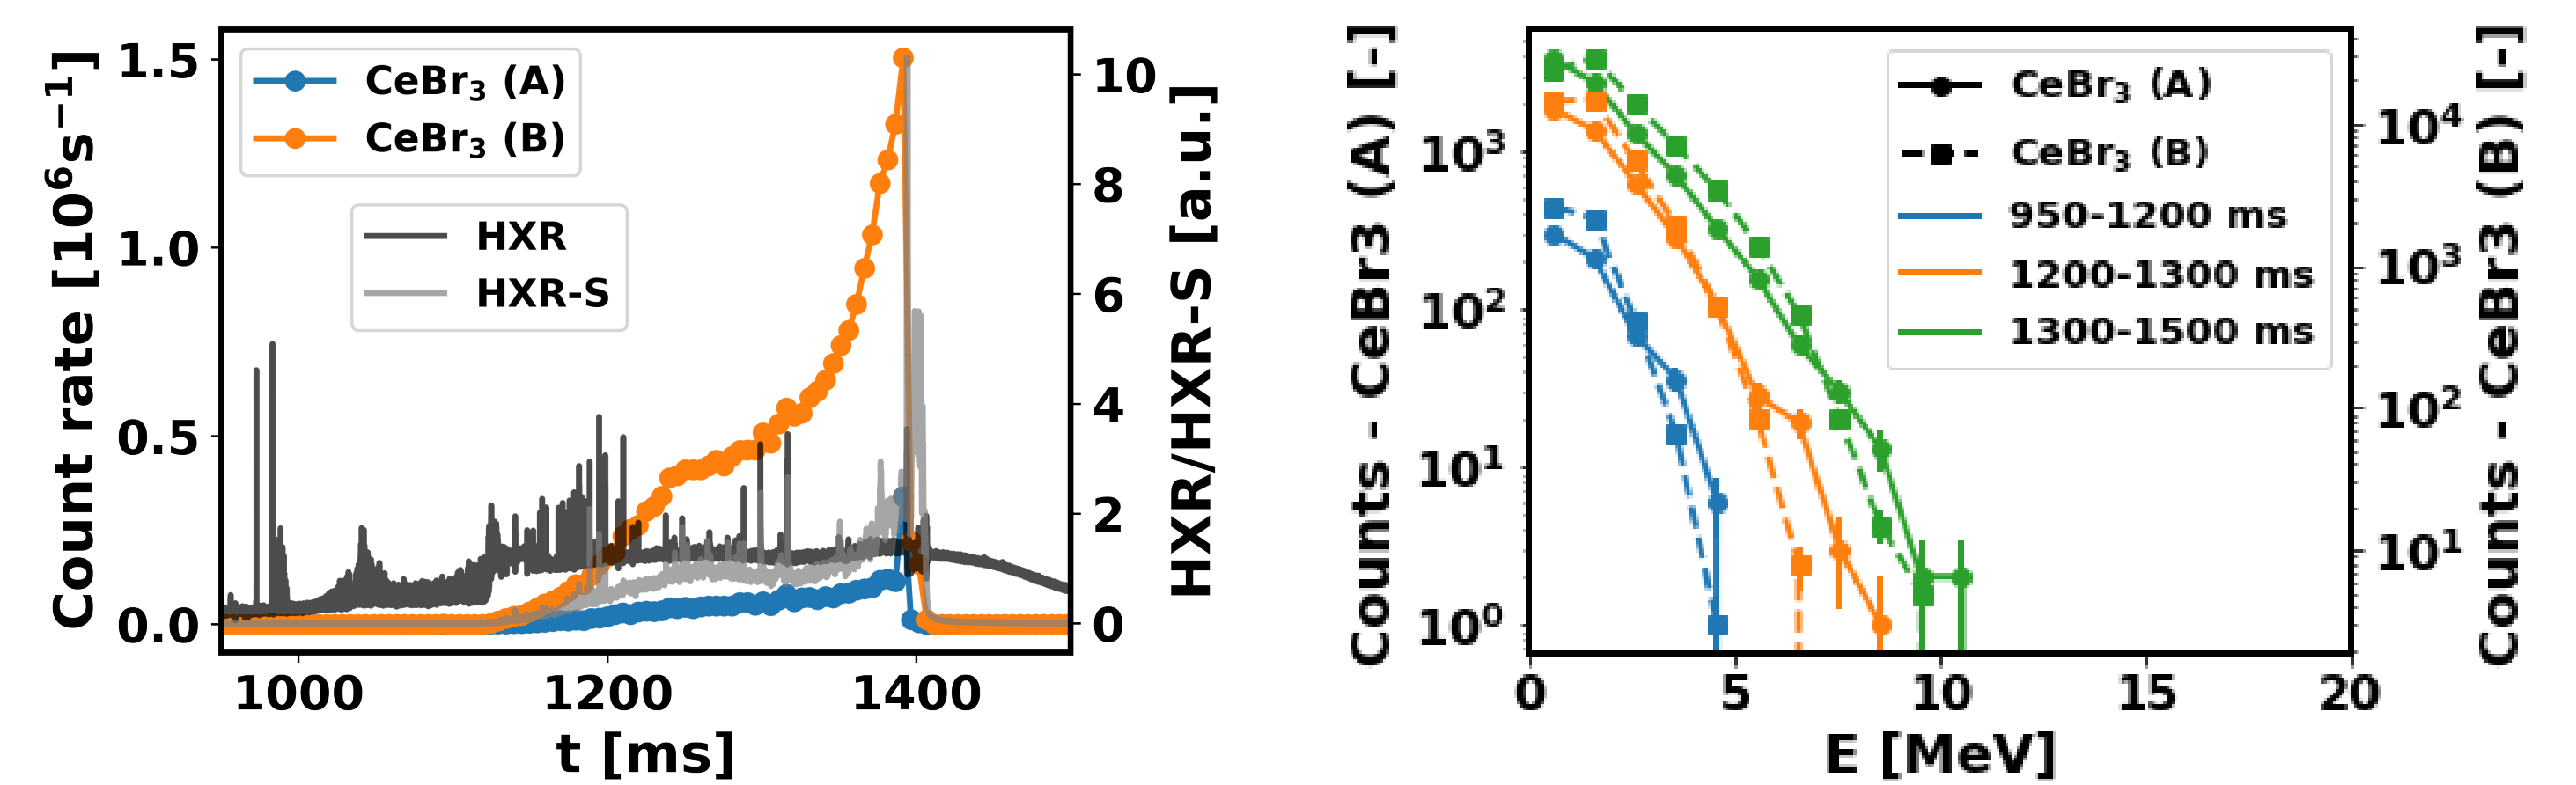 Count rate [10⁶s⁻¹]
1.5
1.0
0.5
0.0
CeBr₃ (A)
CeBr₃ (B)
HXR
HXR-S
10
8
6
4
2
0
HXR/HXR-S [a.u.]
1000 1200 1400
t [ms]
Counts - CeBr3 (A) [-]
10³
10²
10¹
10⁰
CeBr₃ (A)
CeBr₃ (B)
950-1200 ms
1200-1300 ms
1300-1500 ms
10⁴
10³
10²
10¹
Counts - CeBr3 (B) [-]
0 5 10 15 20
E [MeV]